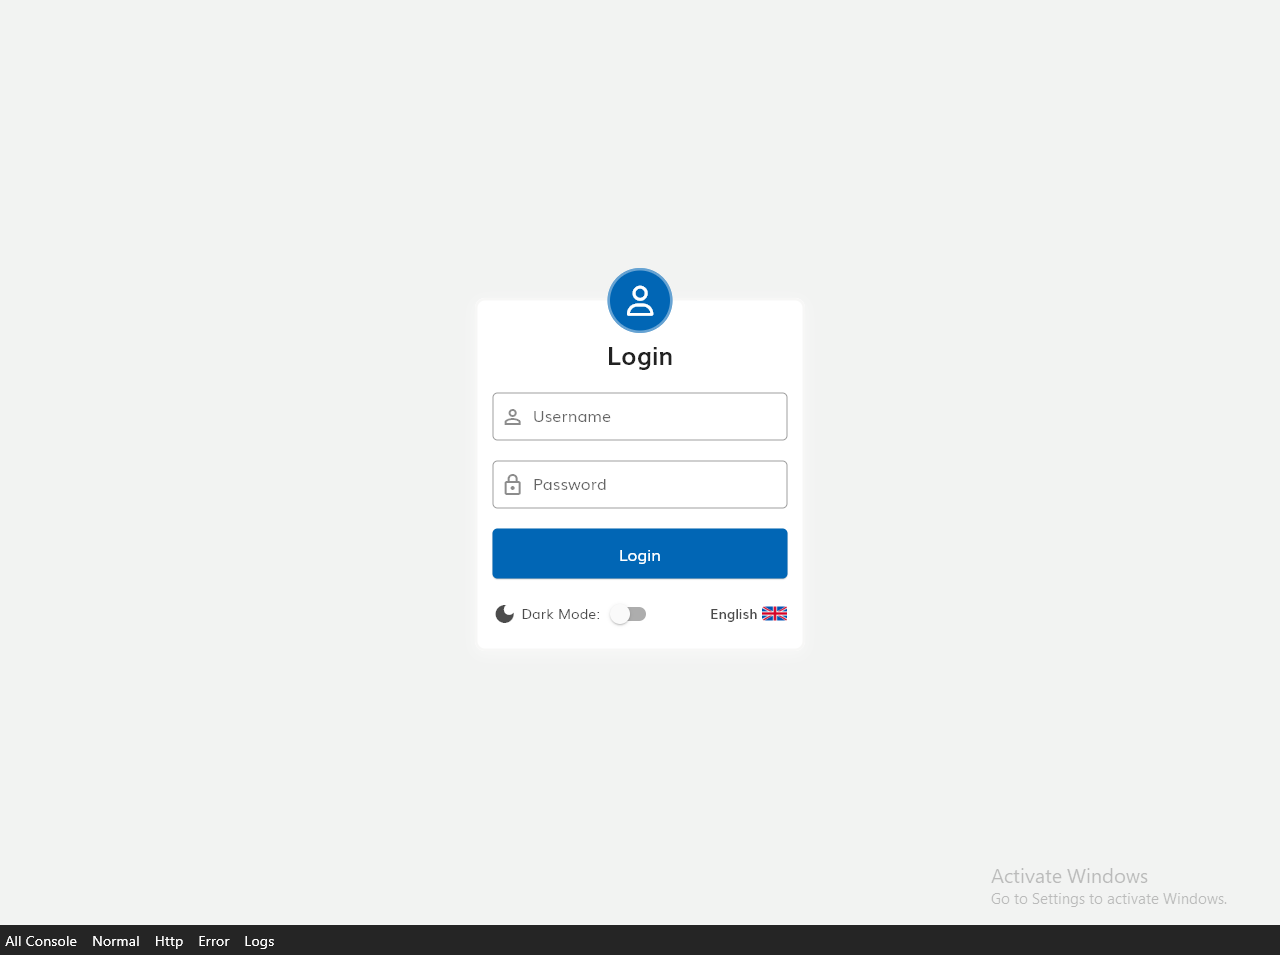 Login
Username
Password
Login
Dark Mode: English
Activate Windows
Go to Settings to activate Windows.
All Console Normal Http Error Logs